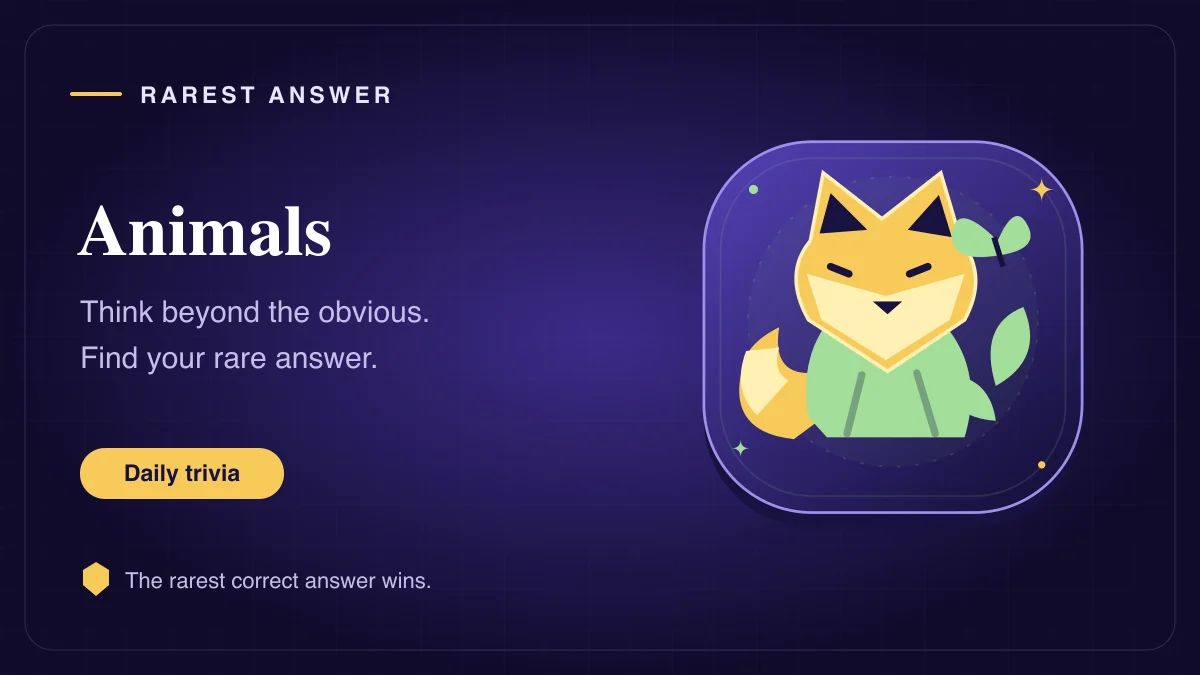 RAREST ANSWER
Animals
Think beyond the obvious.
Find your rare answer.
Daily trivia
The rarest correct answer wins.